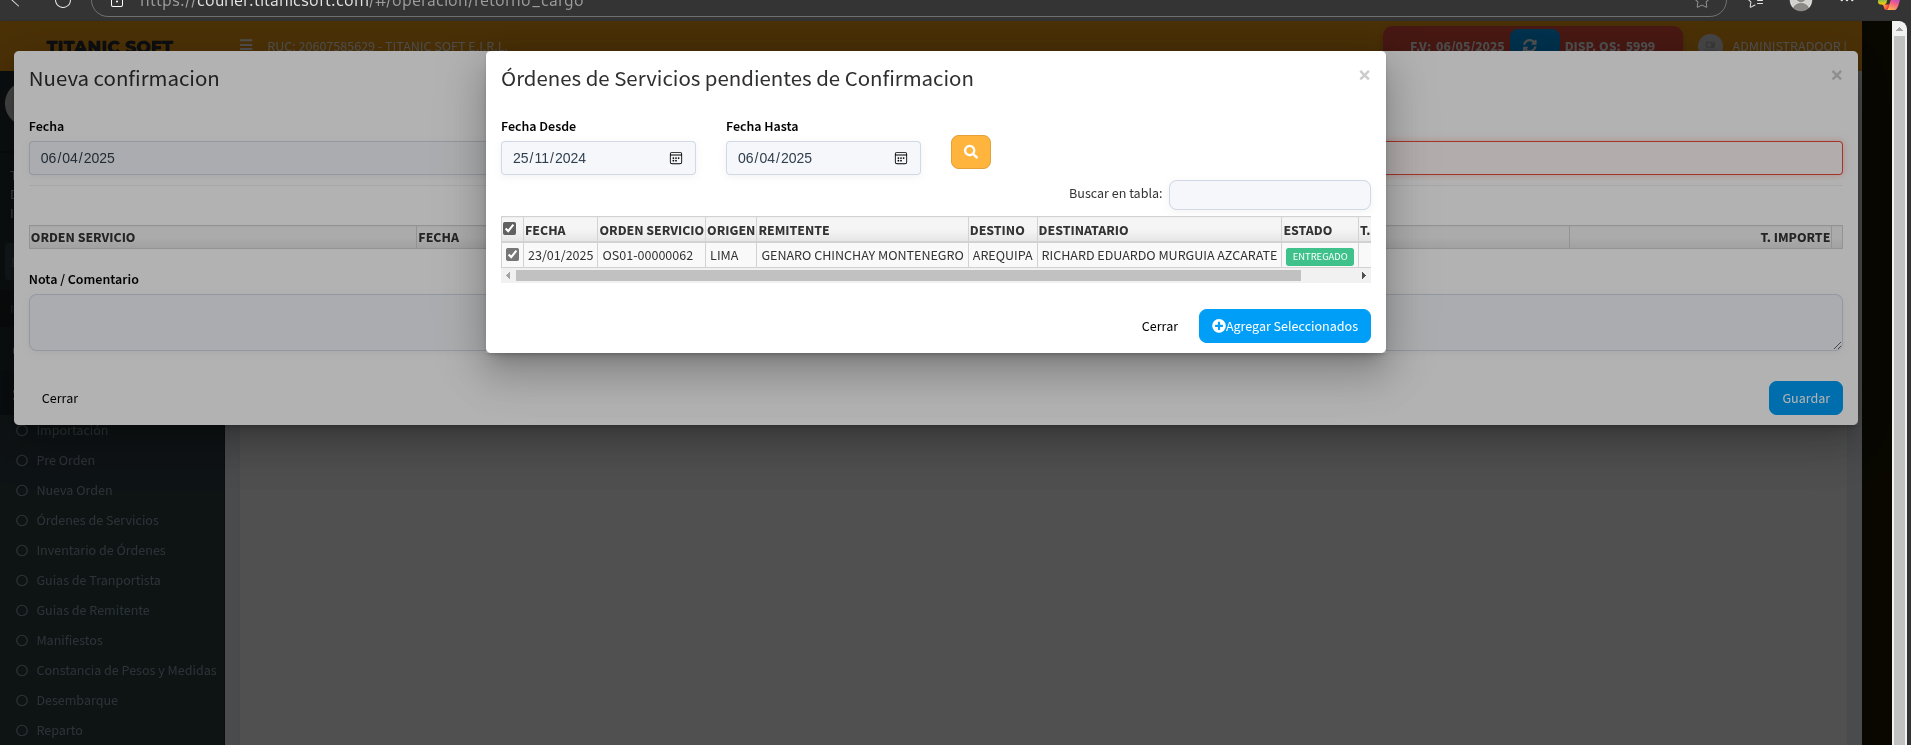 https://courier.titanicsoft.com/#/operacion/retorno_cargo
TITANIC SOFT
RUC: 20607585629 - TITANIC SOFT E.I.R.L.
F.V: 06/05/2025
DISP. OS: 5999
ADMINISTRADOOR |
Nueva confirmacion
×
Fecha
06/04/2025
ORDEN SERVICIO
FECHA
T. IMPORTE
Nota / Comentario
Cerrar
Guardar
Órdenes de Servicios pendientes de Confirmacion
×
Fecha Desde
Fecha Hasta
25/11/2024
06/04/2025
Buscar en tabla:
FECHA ORDEN SERVICIO ORIGEN REMITENTE DESTINO DESTINATARIO ESTADO T.
23/01/2025 OS01-00000062 LIMA GENARO CHINCHAY MONTENEGRO AREQUIPA RICHARD EDUARDO MURGUIA AZCARATE ENTREGADO
Cerrar
Agregar Seleccionados
Importación
Pre Orden
Nueva Orden
Órdenes de Servicios
Inventario de Órdenes
Guias de Tranportista
Guias de Remitente
Manifiestos
Constancia de Pesos y Medidas
Desembarque
Reparto